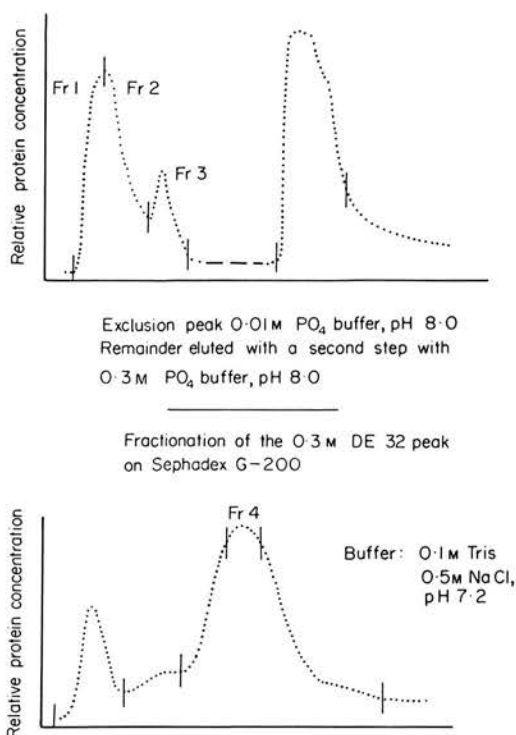 Relative protein concentration
Fr 1
Fr 2
Fr 3
Exclusion peak 0·01 M PO4 buffer, pH 8·0
Remainder eluted with a second step with
0·3 M PO4 buffer, pH 8·0
Fractionation of the 0·3 M DE 32 peak
on Sephadex G-200
Relative protein concentration
Fr 4
Buffer: 0·1 M Tris
0·5 M NaCl,
pH 7·2